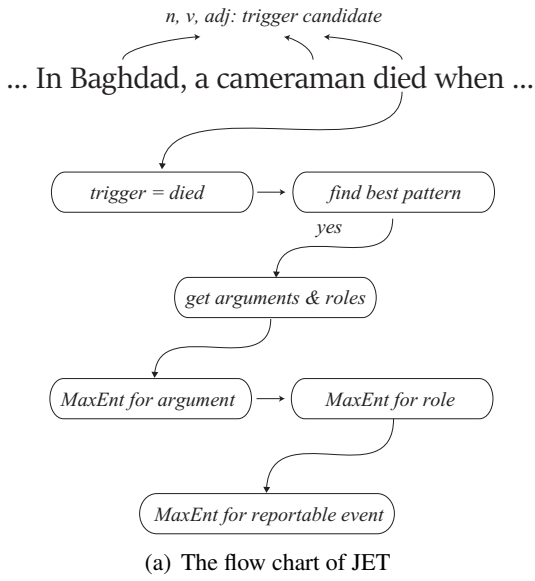 n, v, adj: trigger candidate
... In Baghdad, a cameraman died when ...
trigger = died
find best pattern
yes
get arguments & roles
MaxEnt for argument
MaxEnt for role
MaxEnt for reportable event
(a) The flow chart of JET